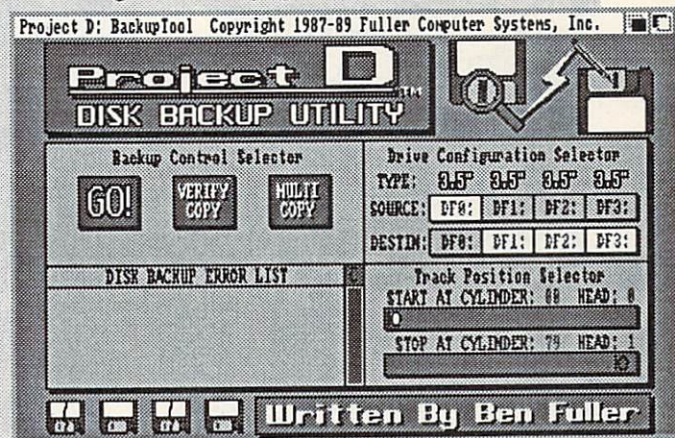 Project D: BackupTool Copyright 1987-89 Fuller Computer Systems, Inc.
Project D TM
DISK BACKUP UTILITY
Backup Control Selector
GO!
VERIFY COPY
MULTI COPY
Drive Configuration Selector
TYPE: 3.5" 3.5" 3.5" 3.5"
SOURCE: DF0: DF1: DF2: DF3:
DESTIN: DF0: DF1: DF2: DF3:
DISK BACKUP ERROR LIST
C
Track Position Selector
START AT CYLINDER: 00 HEAD: 0
STOP AT CYLINDER: 79 HEAD: 1
Written By Ben Fuller